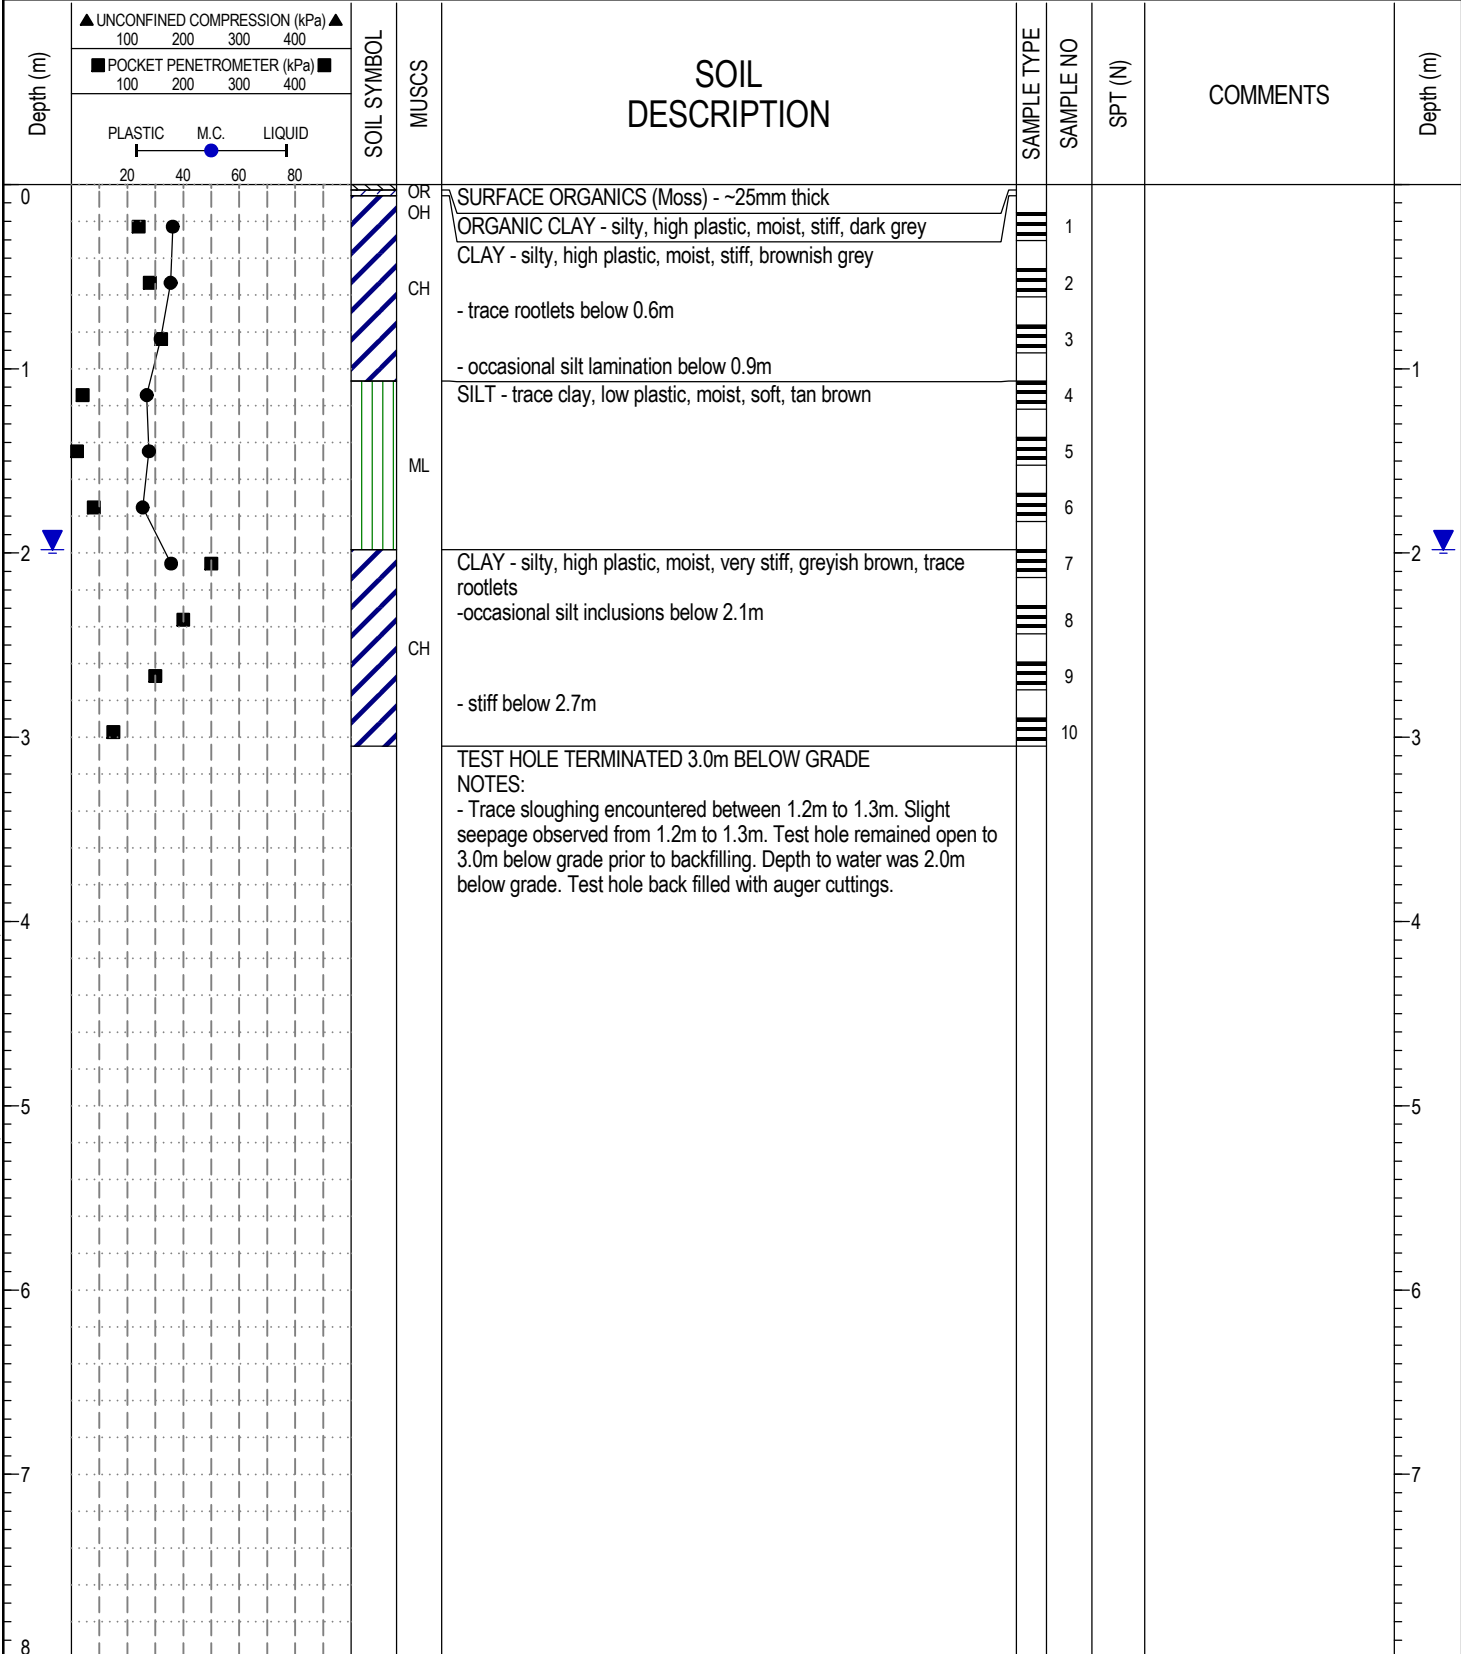 Depth (m)
▲ UNCONFINED COMPRESSION (kPa) ▲
100 200 300 400
■ POCKET PENETROMETER (kPa) ■
100 200 300 400
PLASTIC M.C. LIQUID
20 40 60 80
SOIL SYMBOL
MUSCS
SOIL
DESCRIPTION
SAMPLE TYPE
SAMPLE NO
SPT (N)
COMMENTS
Depth (m)
0
OR
SURFACE ORGANICS (Moss) - ~25mm thick
OH
ORGANIC CLAY - silty, high plastic, moist, stiff, dark grey
1
CLAY - silty, high plastic, moist, stiff, brownish grey
CH
2
- trace rootlets below 0.6m
3
- occasional silt lamination below 0.9m
1
1
SILT - trace clay, low plastic, moist, soft, tan brown
4
5
ML
6
2
2
CLAY - silty, high plastic, moist, very stiff, greyish brown, trace
rootlets
7
-occasional silt inclusions below 2.1m
8
CH
9
- stiff below 2.7m
10
3
3
TEST HOLE TERMINATED 3.0m BELOW GRADE
NOTES:
- Trace sloughing encountered between 1.2m to 1.3m. Slight
seepage observed from 1.2m to 1.3m. Test hole remained open to
3.0m below grade prior to backfilling. Depth to water was 2.0m
below grade. Test hole back filled with auger cuttings.
4
4
5
5
6
6
7
7
8